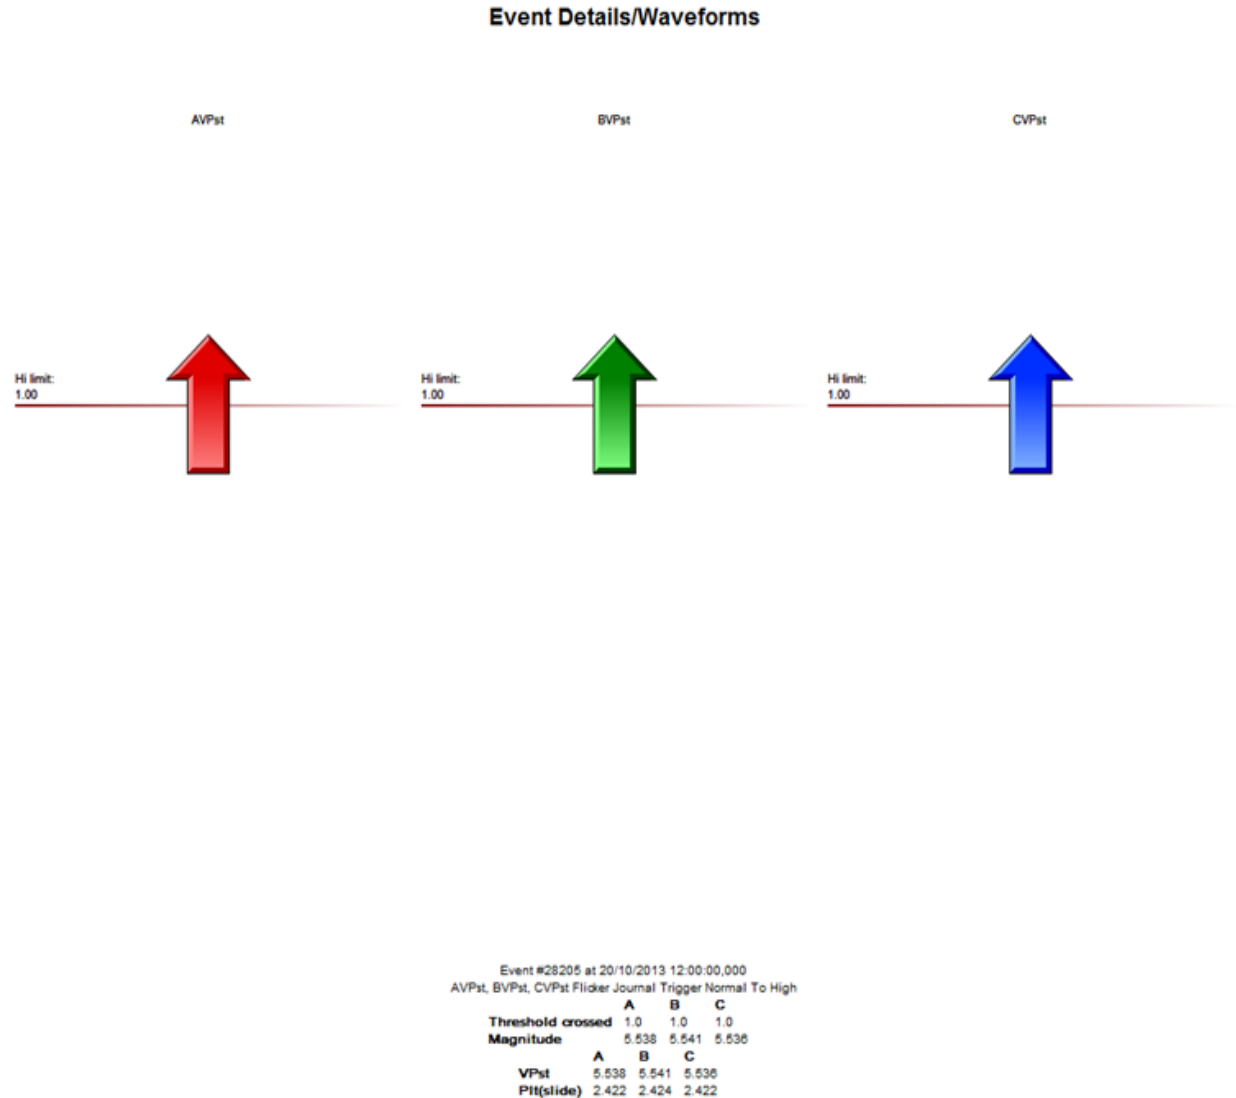 Event Details/Waveforms
AVPst BVPst CVPst
Hi limit: Hi limit: Hi limit:
1.00 1.00 1.00
Event #28205 at 20/10/2013 12:00:00,000
AVPst, BVPst, CVPst Flicker Journal Trigger Normal To High
A B C
Threshold crossed 1.0 1.0 1.0
Magnitude 5.538 5.541 5.536
A B C
VPst 5.538 5.541 5.536
Plt(slide) 2.422 2.424 2.422